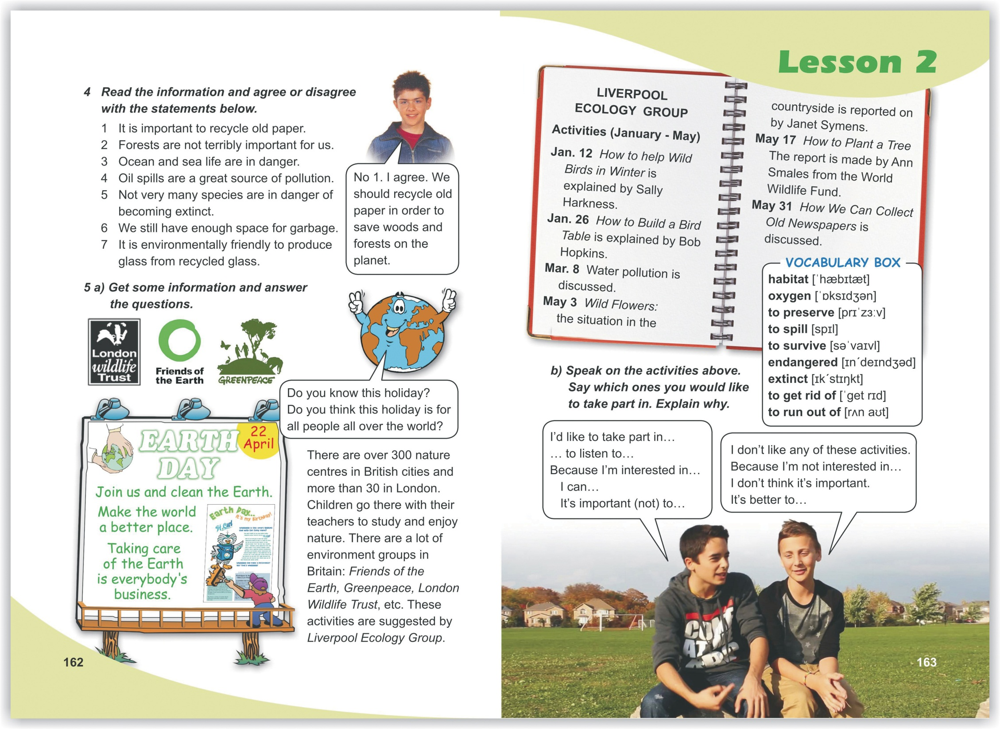 4 Read the information and agree or disagree
with the statements below.
1 It is important to recycle old paper.
2 Forests are not terribly important for us.
3 Ocean and sea life are in danger.
4 Oil spills are a great source of pollution.
5 Not very many species are in danger of
becoming extinct.
6 We still have enough space for garbage.
7 It is environmentally friendly to produce
glass from recycled glass.
No 1. I agree. We
should recycle old
paper in order to
save woods and
forests on the
planet.
5 a) Get some information and answer
the questions.
London
wildlife
Trust
Friends of
the Earth
GREENPEACE
Do you know this holiday?
Do you think this holiday is for
all people all over the world?
EARTH
DAY
22
April
Join us and clean the Earth.
Make the world
a better place.
Taking care
of the Earth
is everybody's
business.
Earth Day...
It's my Birthday!
H. Owl
There are over 300 nature
centres in British cities and
more than 30 in London.
Children go there with their
teachers to study and enjoy
nature. There are a lot of
environment groups in
Britain: Friends of the
Earth, Greenpeace, London
Wildlife Trust, etc. These
activities are suggested by
Liverpool Ecology Group.
162
Lesson 2
LIVERPOOL
ECOLOGY GROUP
Activities (January - May)
Jan. 12 How to help Wild
Birds in Winter is
explained by Sally
Harkness.
Jan. 26 How to Build a Bird
Table is explained by Bob
Hopkins.
Mar. 8 Water pollution is
discussed.
May 3 Wild Flowers:
the situation in the
countryside is reported on
by Janet Symens.
May 17 How to Plant a Tree
The report is made by Ann
Smales from the World
Wildlife Fund.
May 31 How We Can Collect
Old Newspapers is
discussed.
VOCABULARY BOX
habitat [ˈhæbɪtæt]
oxygen [ˈɒksɪdʒən]
to preserve [prɪˈzɜːv]
to spill [spɪl]
to survive [səˈvaɪvl]
endangered [ɪn´deɪndʒəd]
extinct [ɪk´stɪŋkt]
to get rid of [ˈget rɪd]
to run out of [rʌn aʊt]
b) Speak on the activities above.
Say which ones you would like
to take part in. Explain why.
I'd like to take part in…
… to listen to…
Because I'm interested in…
I can…
It's important (not) to…
I don't like any of these activities.
Because I'm not interested in…
I don't think it's important.
It's better to…
163